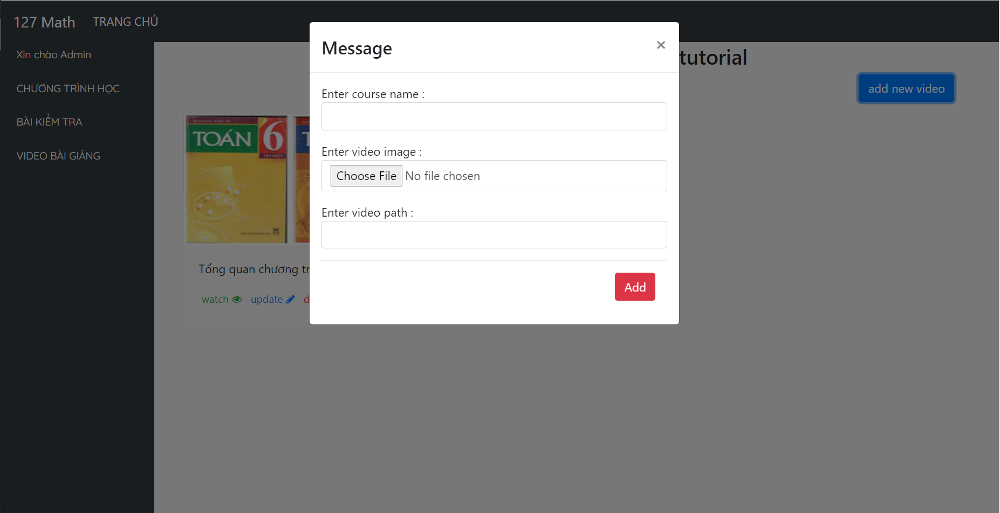 127 Math TRANG CHỦ
Xin chào Admin
CHƯƠNG TRÌNH HỌC
BÀI KIỂM TRA
VIDEO BÀI GIẢNG
tutorial
add new video
TOÁN 6
TẬP MỘT
Tổng quan chương tr
watch update d
Message ×
Enter course name :
Enter video image :
Choose File No file chosen
Enter video path :
Add